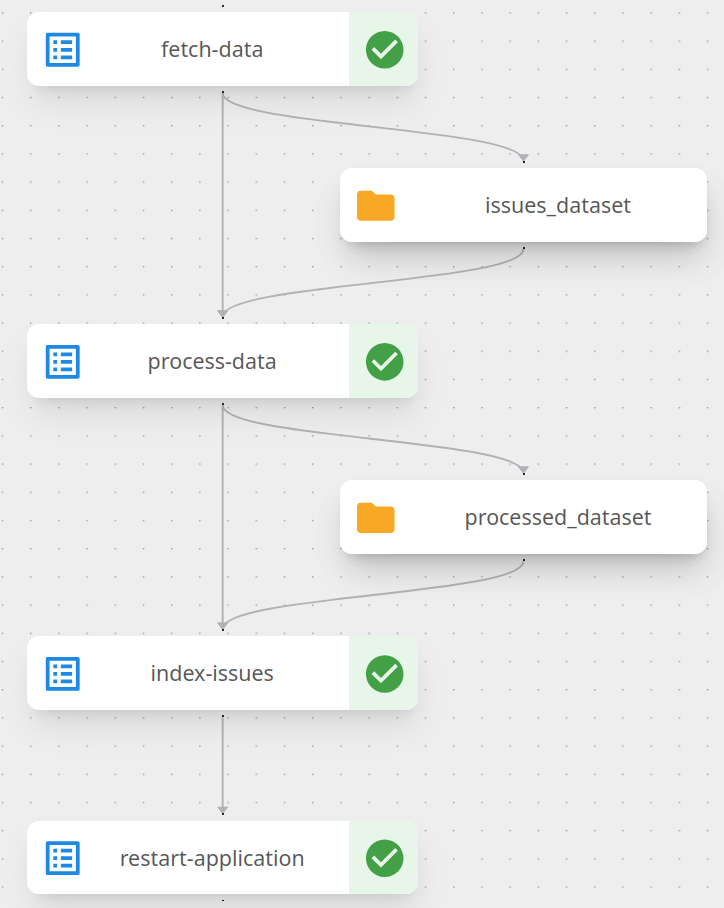 fetch-data
issues_dataset
process-data
processed_dataset
index-issues
restart-application